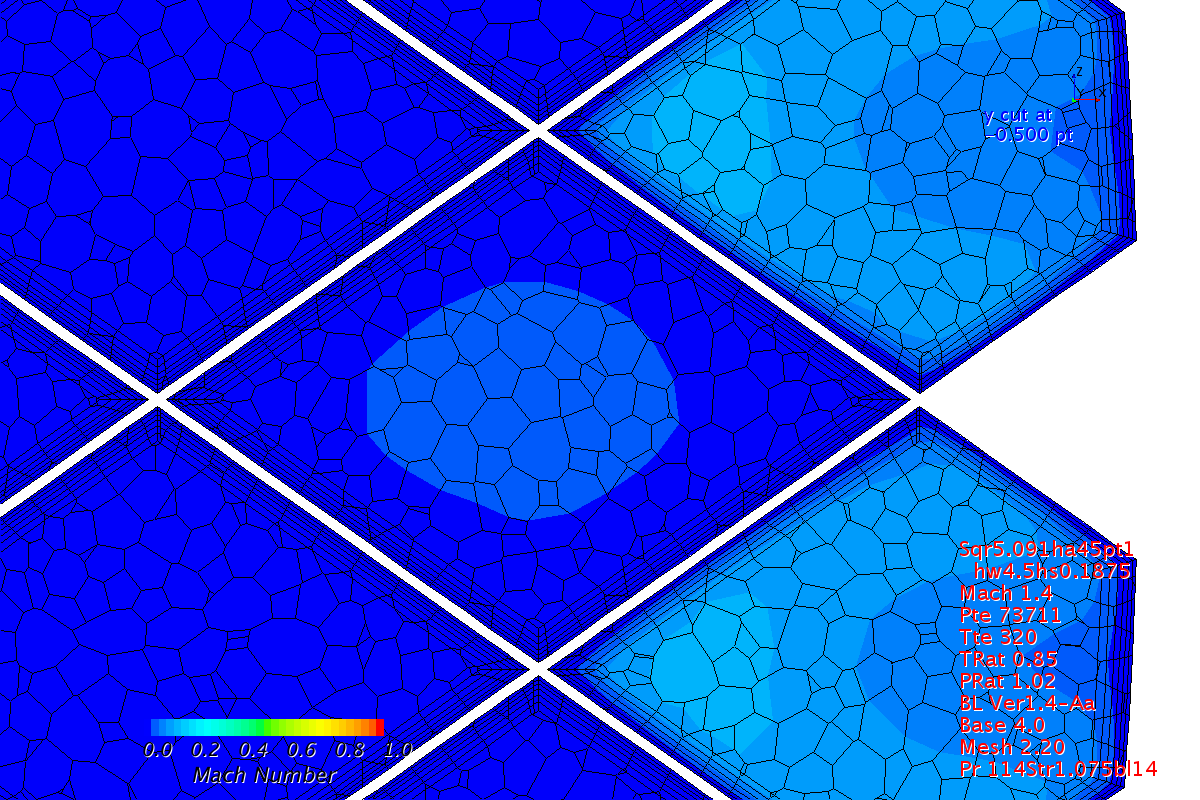 Z
X
y cut at
-0.500 pt
Sqr5.091ha45pt1
hw4.5hs0.1875
Mach 1.4
Pte 73711
Tte 320
TRat 0.85
PRat 1.02
BL Ver1.4-Aa
Base 4.0
Mesh 2.20
Pr 114Str1.075bl14
0.0 0.2 0.4 0.6 0.8 1.0
Mach Number